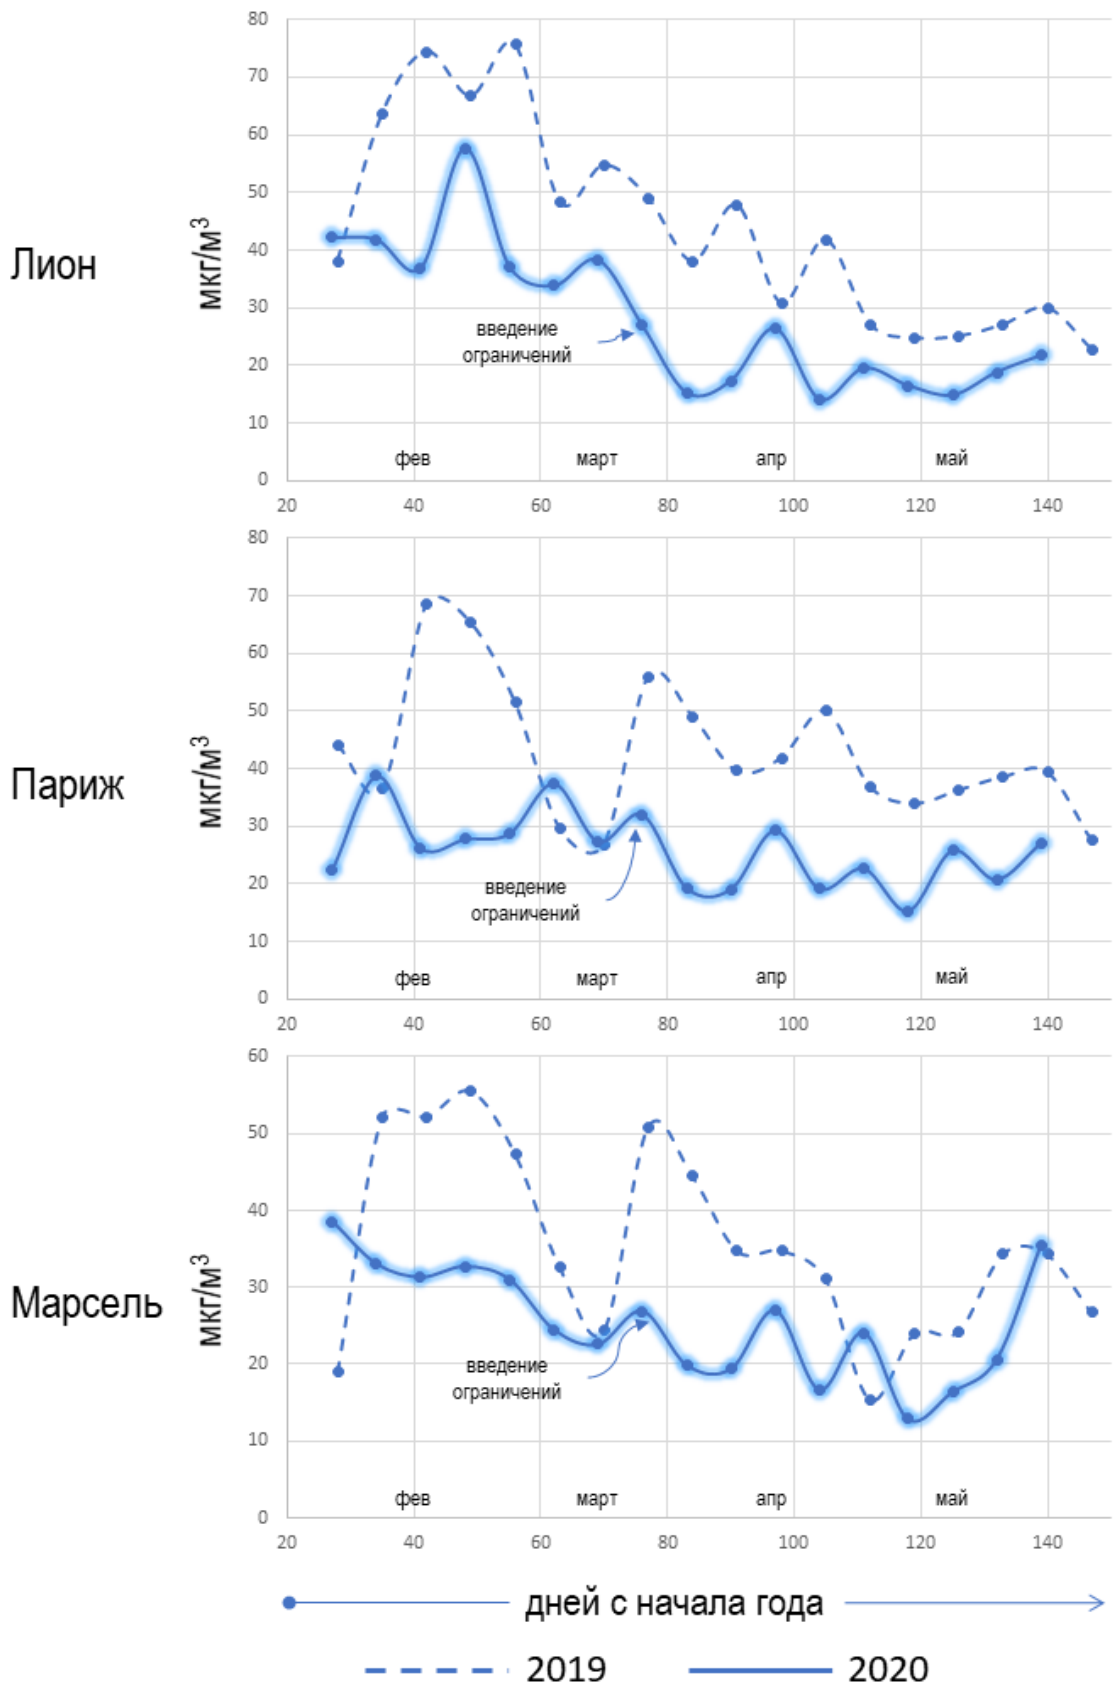 80
70
60
50
40
30
20
10
0
мкг/м³
Лион
введение
ограничений
фев март апр май
20 40 60 80 100 120 140
80
70
60
50
40
30
20
10
0
мкг/м³
Париж
введение
ограничений
фев март апр май
20 40 60 80 100 120 140
60
50
40
30
20
10
0
мкг/м³
Марсель
введение
ограничений
фев март апр май
20 40 60 80 100 120 140
дней с начала года
2019 2020